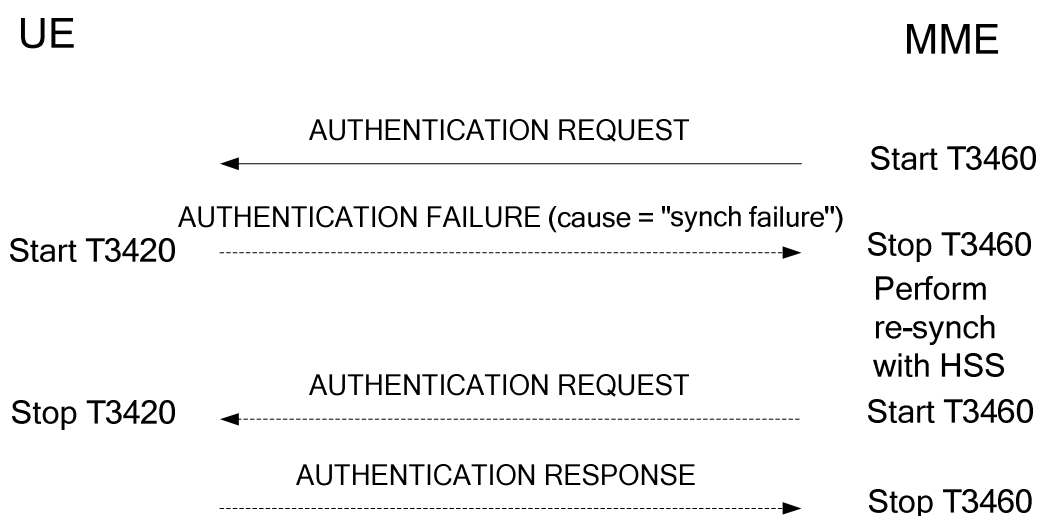 UE
MME
AUTHENTICATION REQUEST
Start T3460
AUTHENTICATION FAILURE (cause = "synch failure")
Start T3420
Stop T3460
Perform
re-synch
with HSS
AUTHENTICATION REQUEST
Stop T3420
Start T3460
AUTHENTICATION RESPONSE
Stop T3460